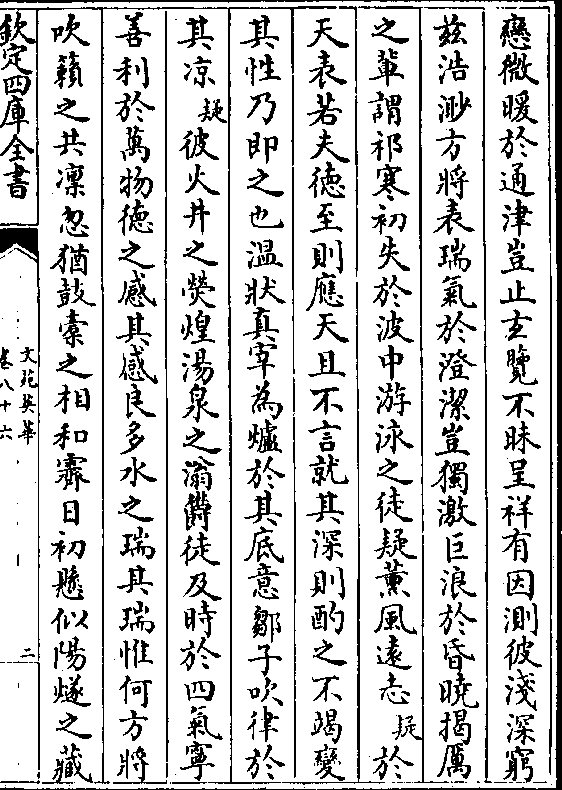 戀微暖於通津豈止玄覽不昧呈祥有因測彼淺深窮
兹浩渺方將表瑞氣於澄潔豈獨激巨浪於昏曉揭厲
之輩謂祁寒初失於波中游泳之徒疑薫風遠志疑於
天表若夫徳至則應天且不言就其深則酌之不竭變
其性乃即之也溫狀真宰為爐於其底意鄒子吹律於
其凉疑彼火井之熒煌湯泉之滃欝徒及時於四氣寧
善利於萬物徳之感其感良多水之瑞其瑞惟何方將
吹籟之共凜忽猶鼓橐之相和霽日初懸似陽燧之藏
欽定四庫全書
文苑英華
卷八十六
二